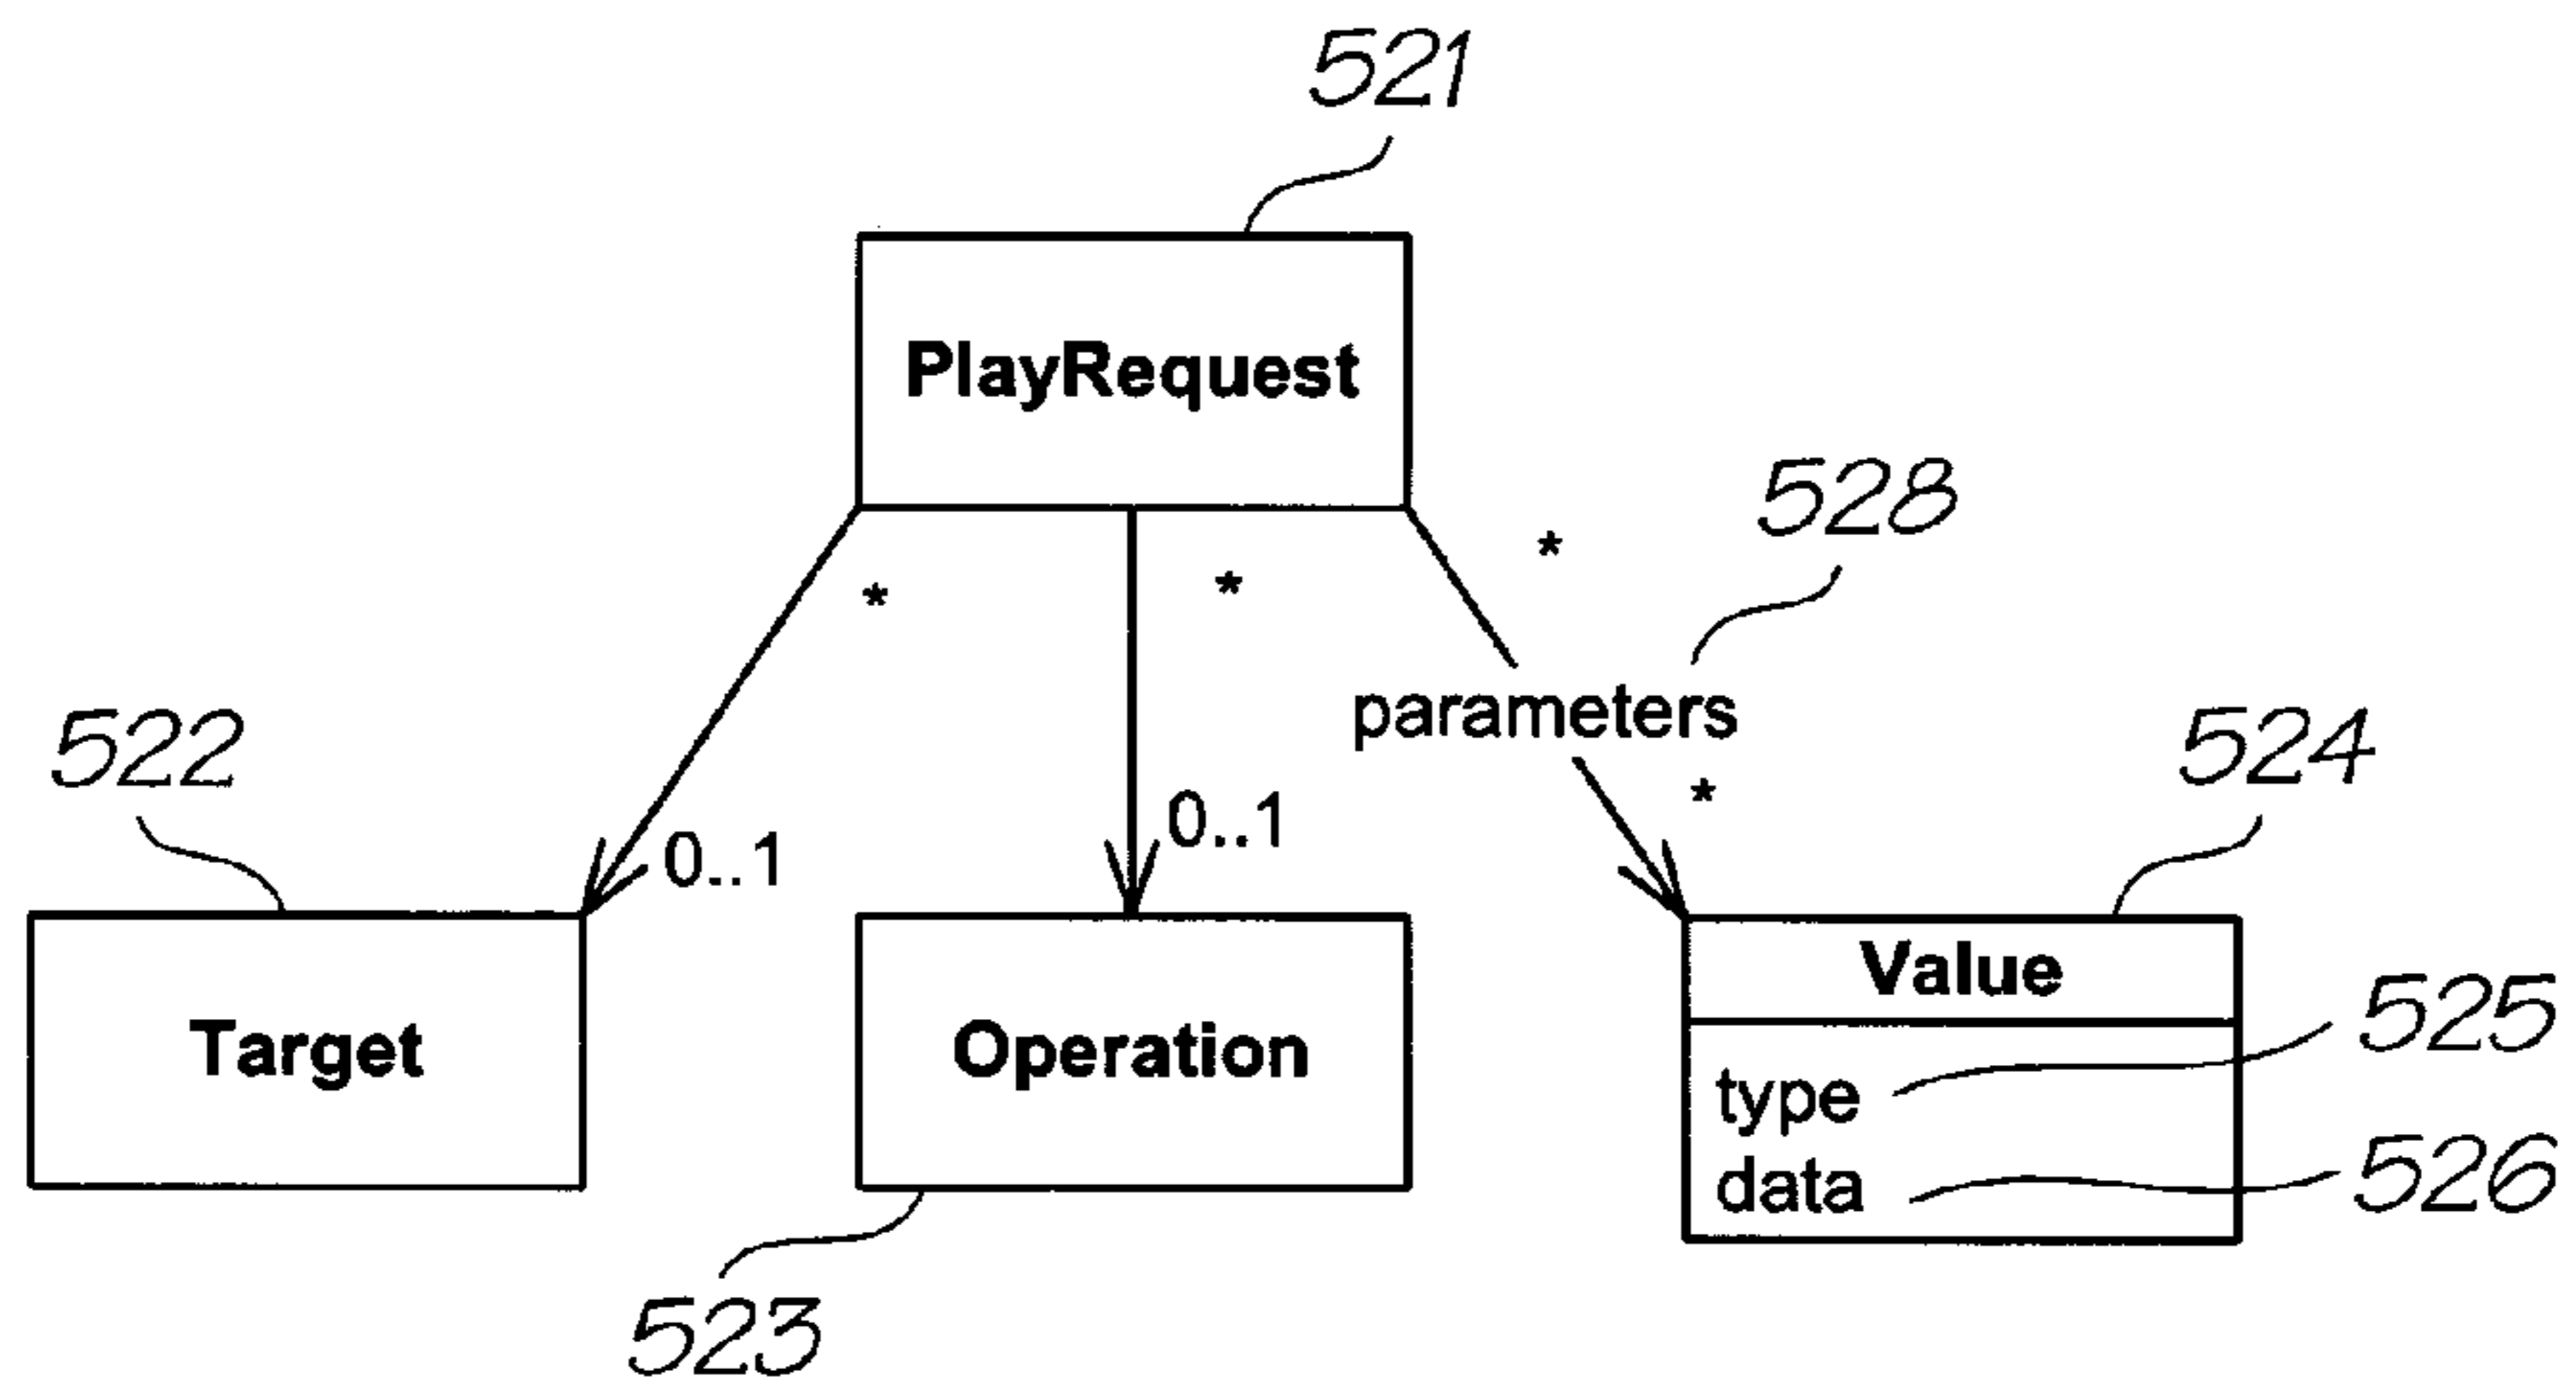 521
PlayRequest
528
*
* *
parameters
522
524
*
0..1
0..1
Value
525
Target
Operation
type
data
526
523